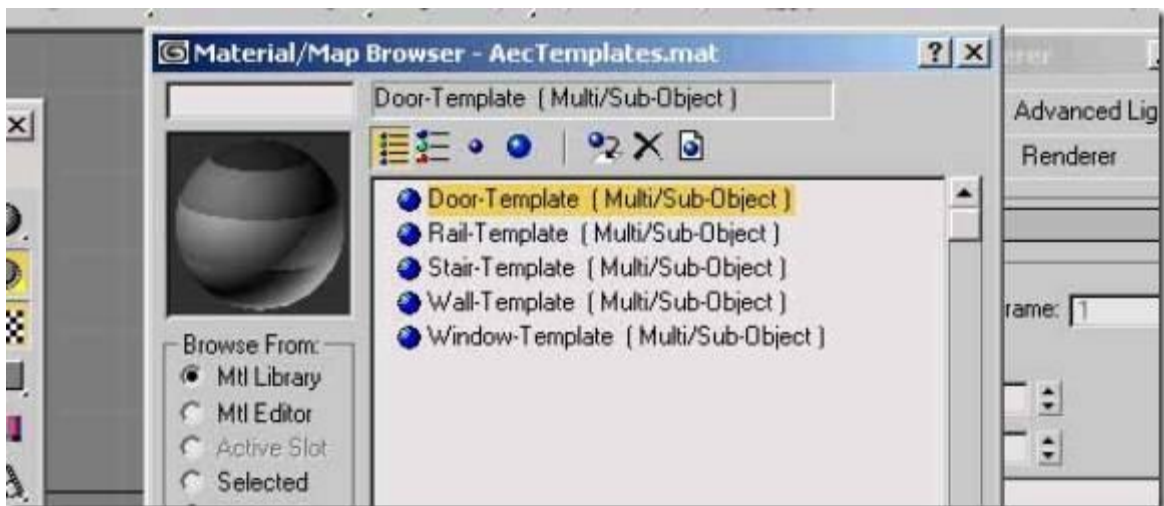 Material/Map Browser - AecTemplates.mat
Door-Template ( Multi/Sub-Object )
Advanced Lig
Renderer
Door-Template ( Multi/Sub-Object )
Rail-Template ( Multi/Sub-Object )
Stair-Template ( Multi/Sub-Object )
Wall-Template ( Multi/Sub-Object )
Window-Template ( Multi/Sub-Object )
rame: 1
Browse From:
Mtl Library
Mtl Editor
Active Slot
Selected